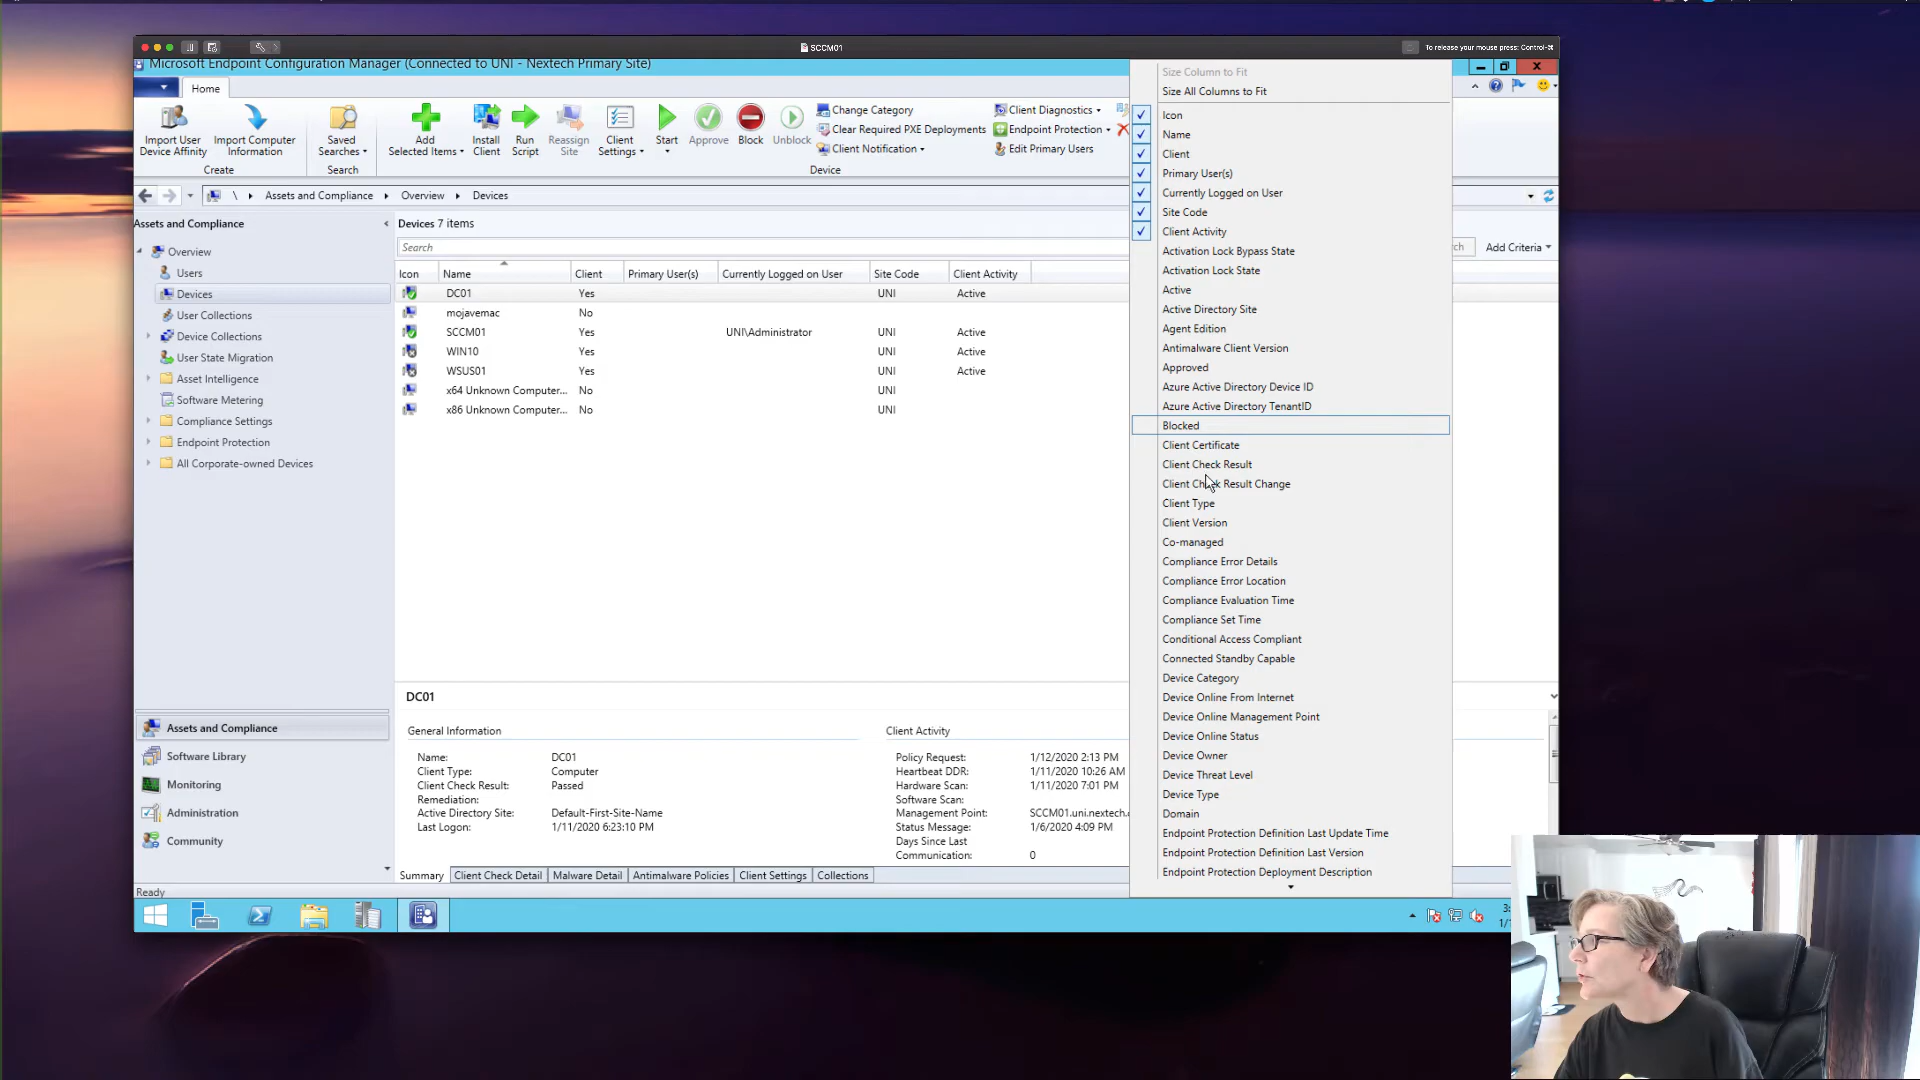 SCCM01
To release your mouse press: Control-⌘
Microsoft Endpoint Configuration Manager (Connected to UNI - Nextech Primary Site)
Home
Import User Device Affinity
Import Computer Information
Saved Searches
Add Selected Items
Install Client
Run Script
Reassign Site
Client Settings
Start
Approve
Block
Unblock
Change Category
Clear Required PXE Deployments
Client Notification
Client Diagnostics
Endpoint Protection
Edit Primary Users
Create
Search
Device
\ Assets and Compliance Overview Devices
Assets and Compliance
Overview
Users
Devices
User Collections
Device Collections
User State Migration
Asset Intelligence
Software Metering
Compliance Settings
Endpoint Protection
All Corporate-owned Devices
Assets and Compliance
Software Library
Monitoring
Administration
Community
Ready
Devices 7 items
Search
Add Criteria
Icon Name Client Primary User(s) Currently Logged on User Site Code Client Activity
DC01 Yes UNI Active
mojavemac No
SCCM01 Yes UNI\Administrator UNI Active
WIN10 Yes UNI Active
WSUS01 Yes UNI Active
x64 Unknown Computer... No UNI
x86 Unknown Computer... No UNI
DC01
General Information
Name: DC01
Client Type: Computer
Client Check Result: Passed
Remediation:
Active Directory Site: Default-First-Site-Name
Last Logon: 1/11/2020 6:23:10 PM
Client Activity
Policy Request: 1/12/2020 2:13 PM
Heartbeat DDR: 1/11/2020 10:26 AM
Hardware Scan: 1/11/2020 7:01 PM
Software Scan:
Management Point: SCCM01.uni.nextech.
Status Message: 1/6/2020 4:09 PM
Days Since Last
Communication: 0
Summary Client Check Detail Malware Detail Antimalware Policies Client Settings Collections
Size Column to Fit
Size All Columns to Fit
Icon
Name
Client
Primary User(s)
Currently Logged on User
Site Code
Client Activity
Activation Lock Bypass State
Activation Lock State
Active
Active Directory Site
Agent Edition
Antimalware Client Version
Approved
Azure Active Directory Device ID
Azure Active Directory TenantID
Blocked
Client Certificate
Client Check Result
Client Check Result Change
Client Type
Client Version
Co-managed
Compliance Error Details
Compliance Error Location
Compliance Evaluation Time
Compliance Set Time
Conditional Access Compliant
Connected Standby Capable
Device Category
Device Online From Internet
Device Online Management Point
Device Online Status
Device Owner
Device Threat Level
Device Type
Domain
Endpoint Protection Definition Last Update Time
Endpoint Protection Definition Last Version
Endpoint Protection Deployment Description